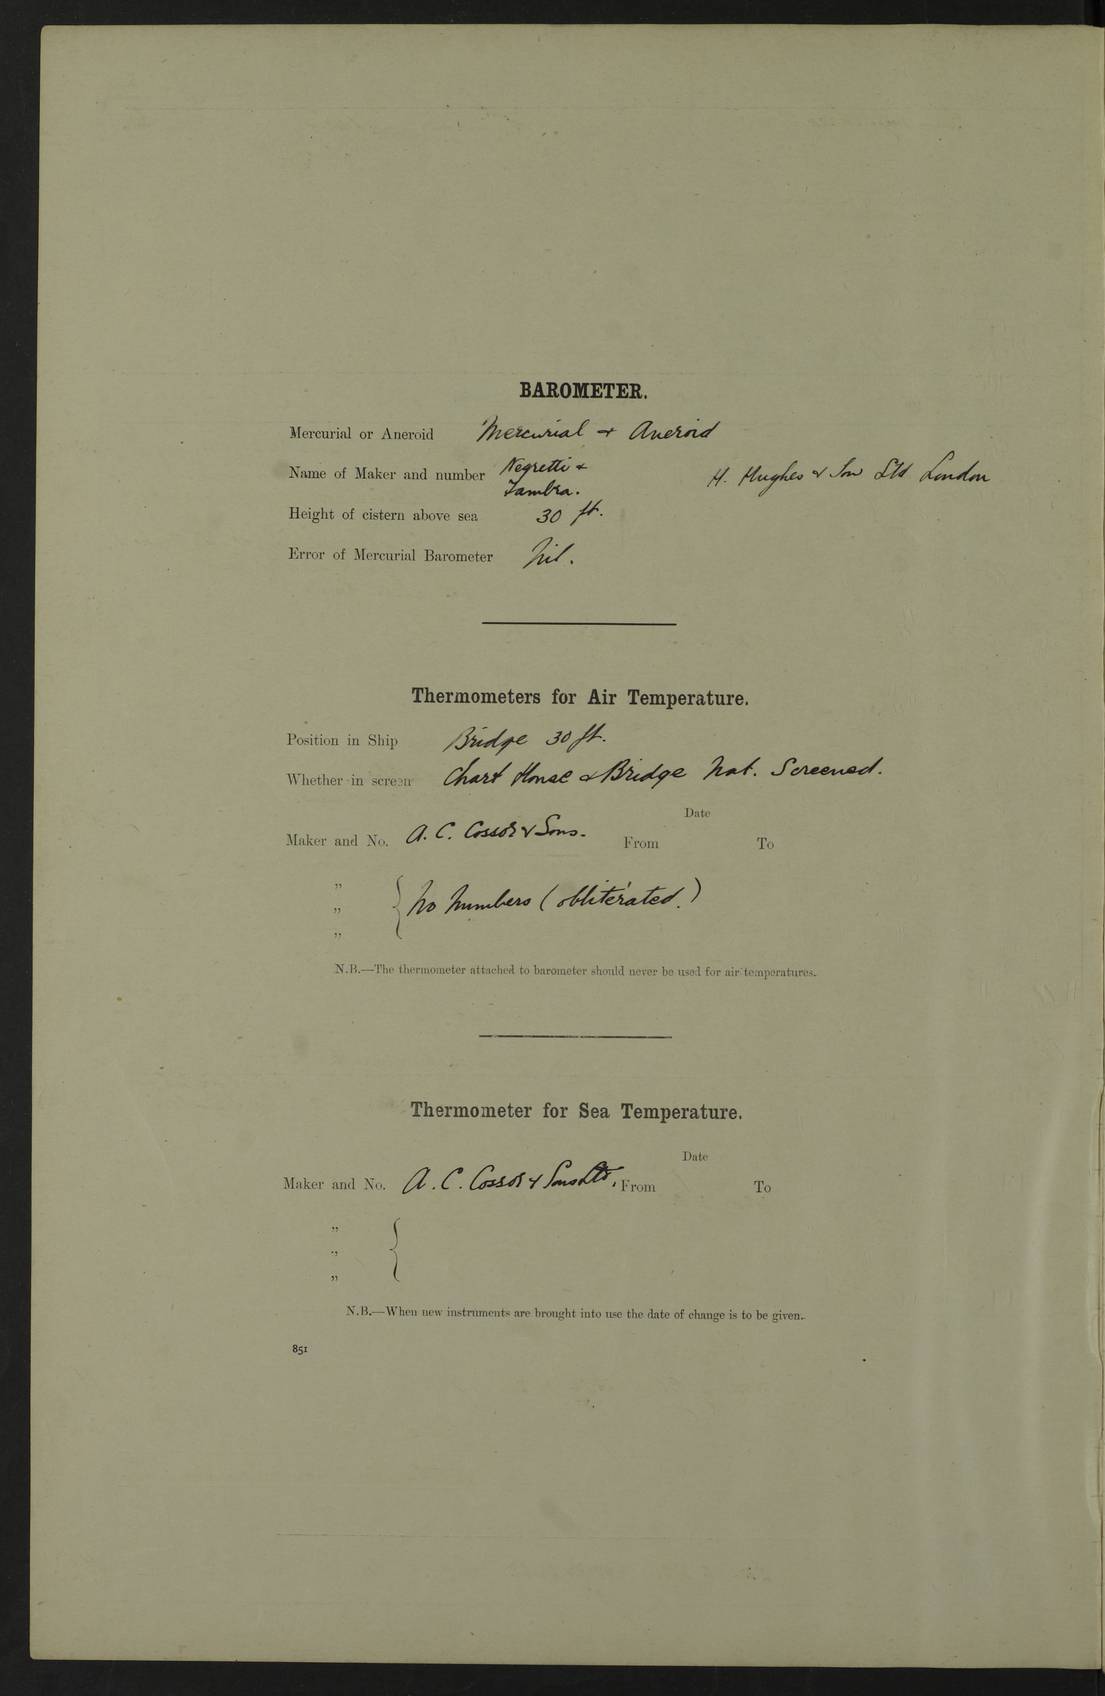 BAROMETER.
Mercurial or Aneroid Mercurial & Aneroid
Name of Maker and number Negretti & Zambra. H. Hughes & Son Ltd. London
Height of cistern above sea 30 ft.
Error of Mercurial Barometer Nil.
Thermometers for Air Temperature.
Position in Ship Bridge 30 ft.
Whether in screen Chart House & Bridge Not. Screened.
Date
Maker and No. A. C. Cossor & Sons. From To
„
„ { No Numbers (obliterated.)
„
N.B.—The thermometer attached to barometer should never be used for air temperatures.
Thermometer for Sea Temperature.
Date
Maker and No. A. C. Cossor & Sons Ltd. From To
„
„ {
„
N.B.—When new instruments are brought into use the date of change is to be given.
851